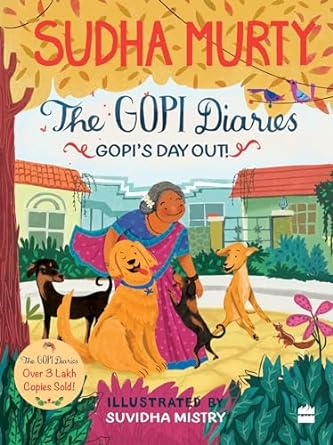 SUDHA MURTY
The GOPI Diaries
GOPI'S DAY OUT!
The GOPI Diaries
Over 3 Lakh
Copies Sold!
ILLUSTRATED BY
SUVIDHA MISTRY